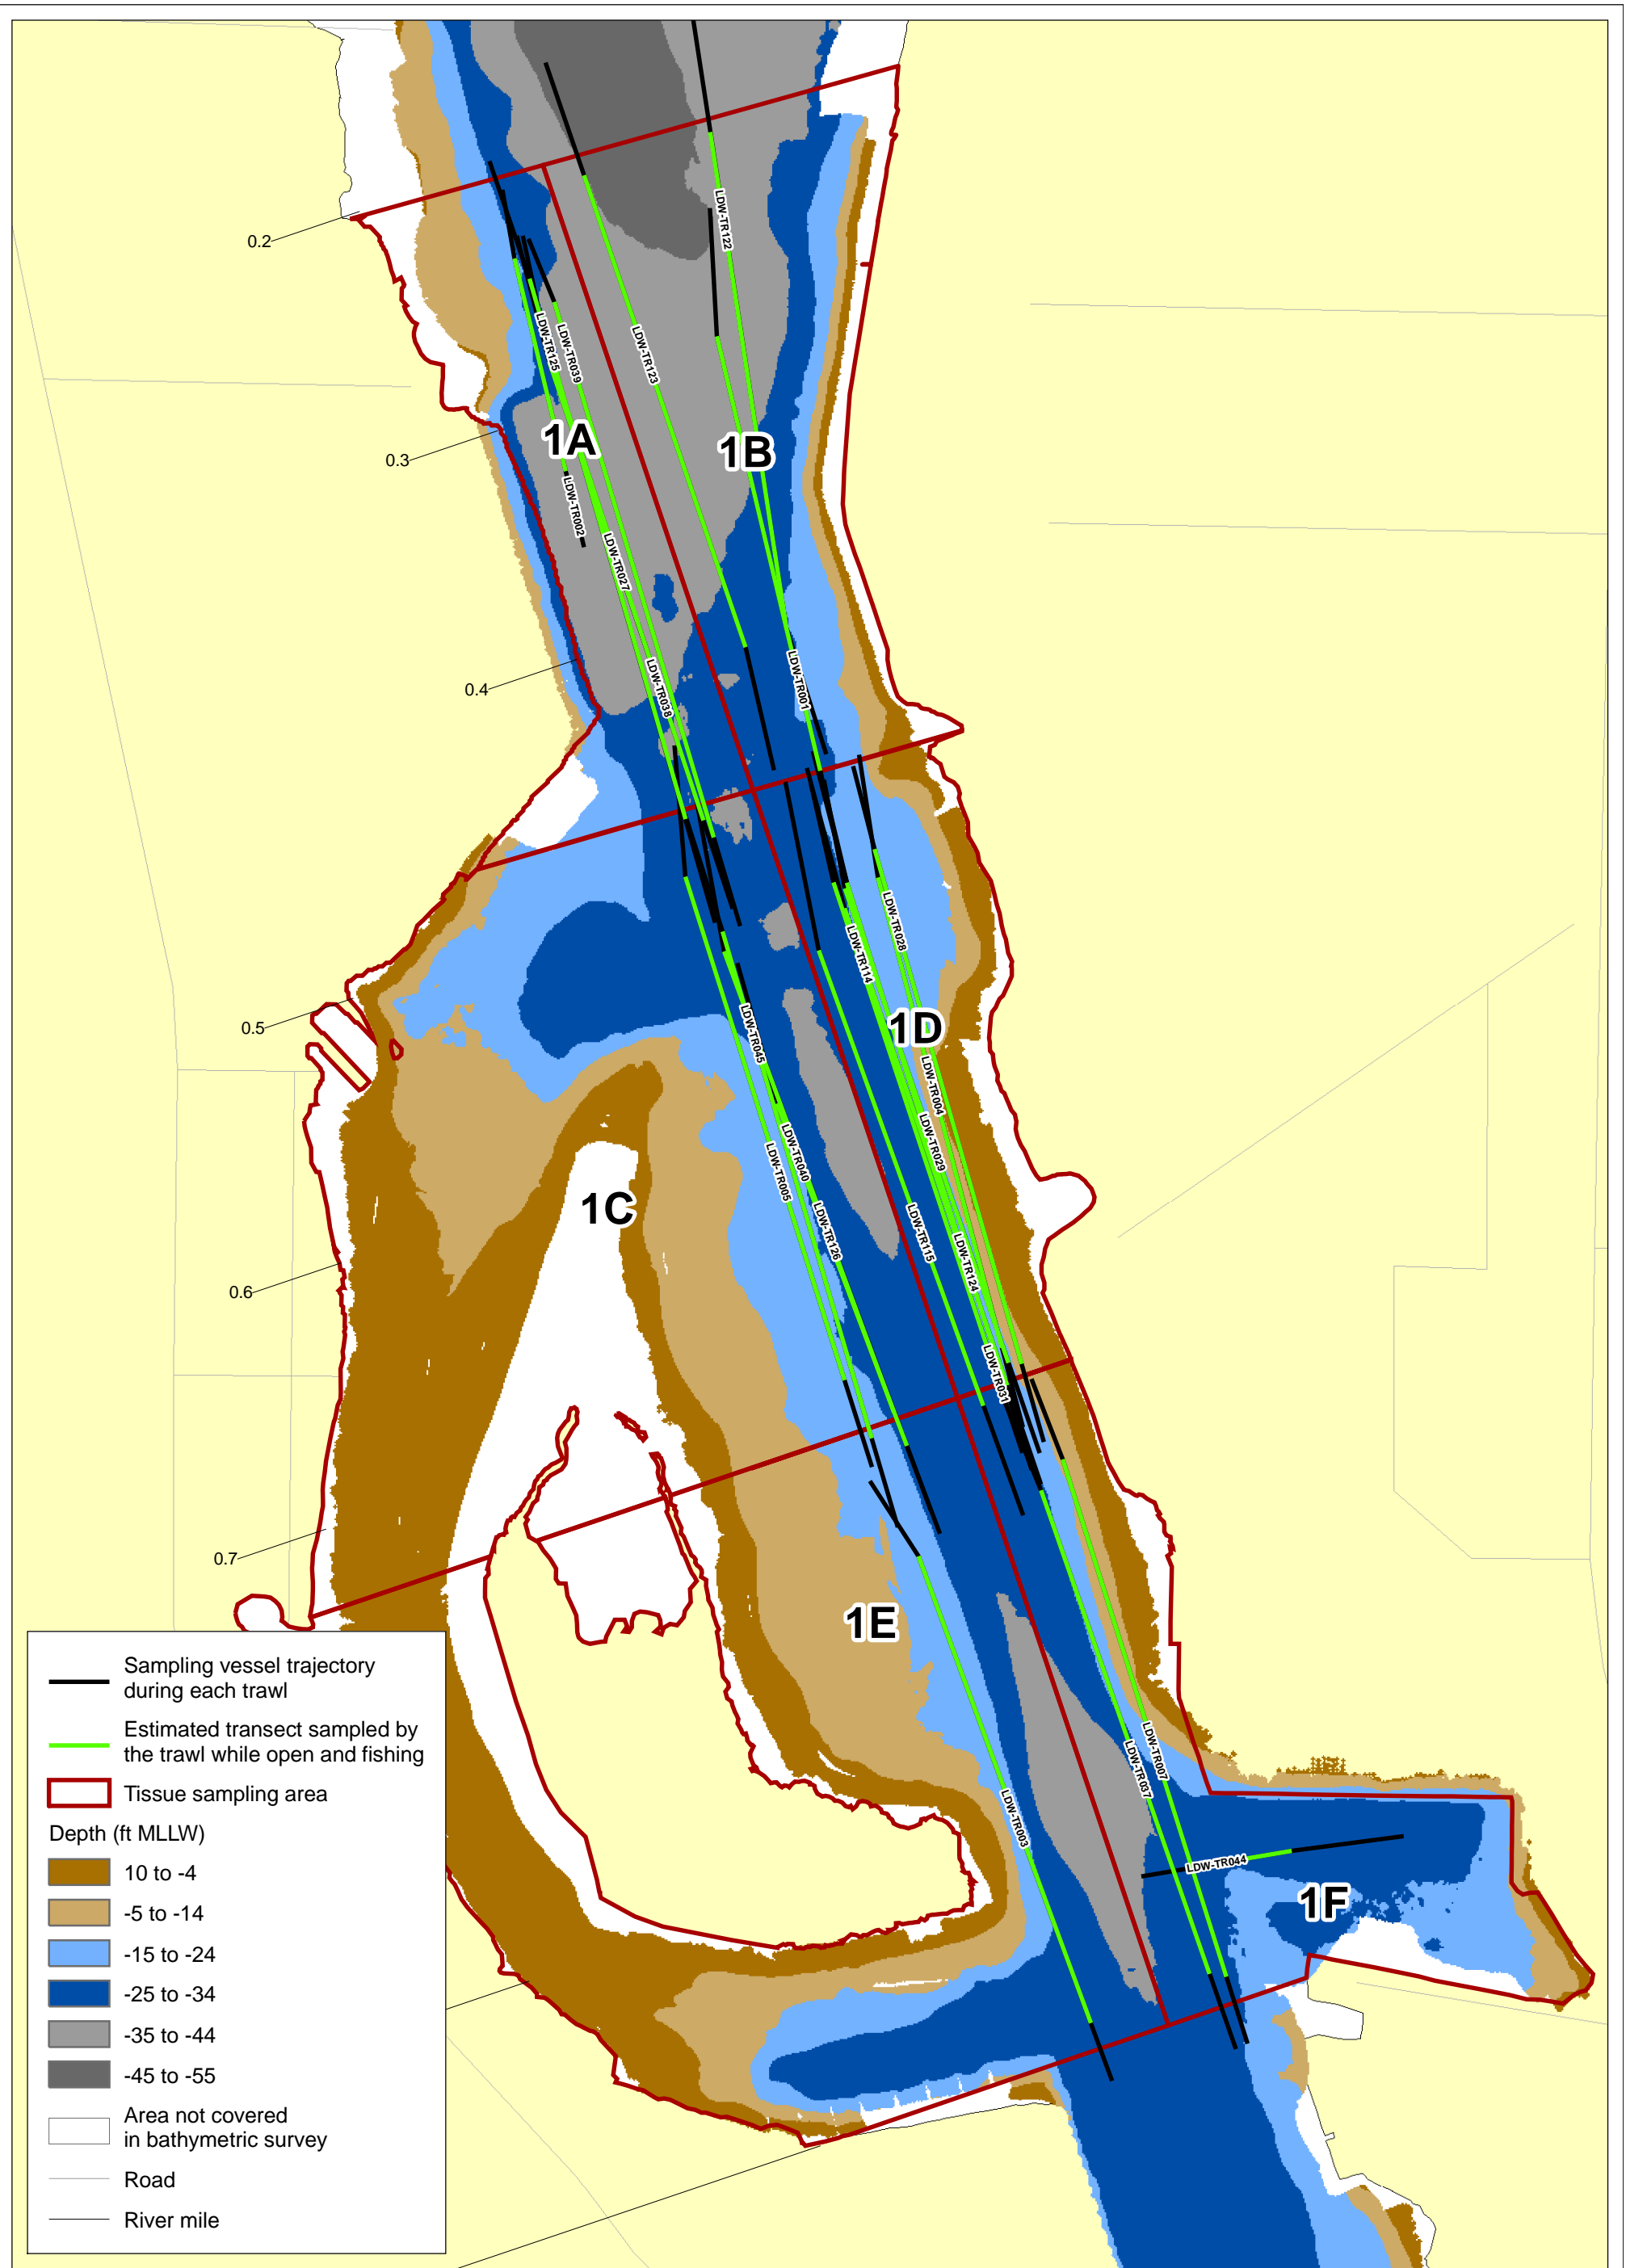 0.2
LDW-TR122
LDW-TR125
LDW-TR039
LDW-TR123
1A
1B
0.3
LDW-TR002
LDW-TR027
0.4
LDW-TR038
LDW-TR001
LDW-TR028
LDW-TR114
0.5
1D
LDW-TR045
LDW-TR004
LDW-TR040
LDW-TR029
LDW-TR005
1C
LDW-TR126
LDW-TR115
LDW-TR124
0.6
LDW-TR031
0.7
1E
LDW-TR007
LDW-TR037
LDW-TR003
LDW-TR044
1F
Sampling vessel trajectory
during each trawl
Estimated transect sampled by
the trawl while open and fishing
Tissue sampling area
Depth (ft MLLW)
10 to -4
-5 to -14
-15 to -24
-25 to -34
-35 to -44
-45 to -55
Area not covered
in bathymetric survey
Road
River mile